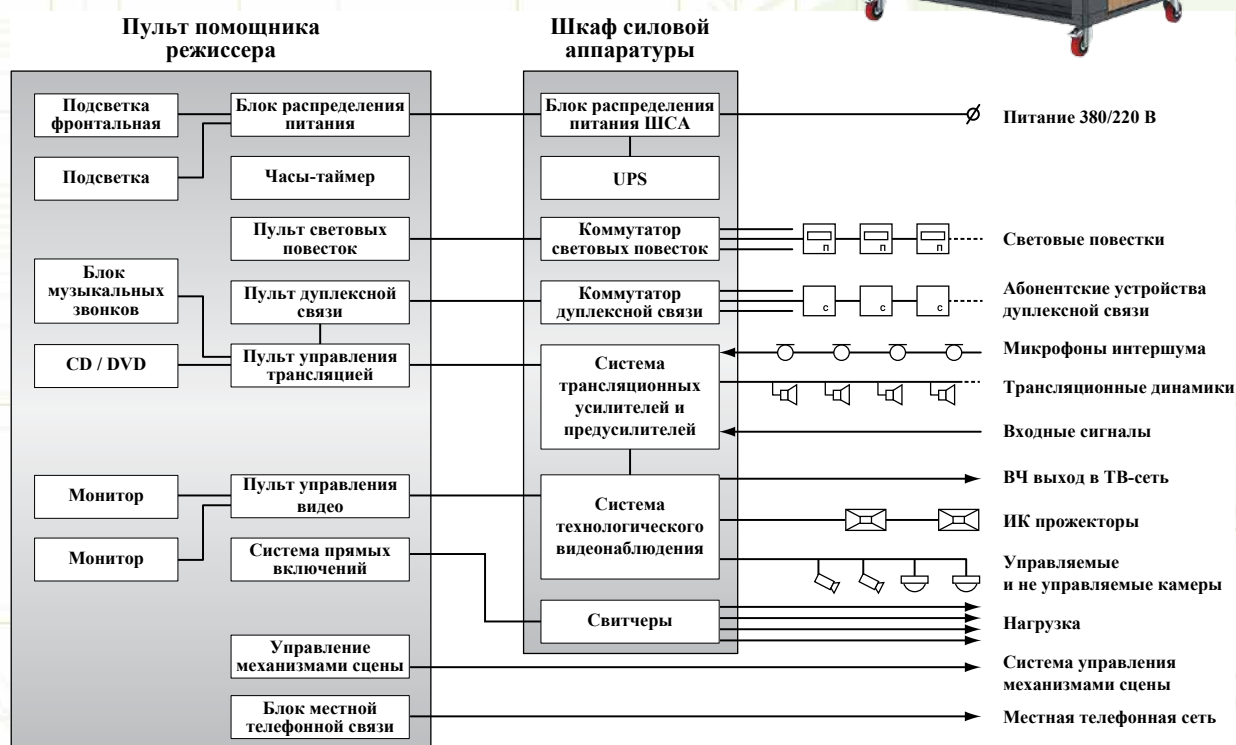 Пульт помощника
режиссера
Шкаф силовой
аппаратуры
Подсветка
фронтальная
Блок распределения
питания
Блок распределения
питания ШСА
Питание 380/220 В
Подсветка
Часы-таймер
UPS
Пульт световых
повесток
Коммутатор
световых повесток
П
П
П
Световые повестки
Блок
музыкальных
звонков
Пульт дуплексной
связи
Коммутатор
дуплексной связи
С
С
С
Абонентские устройства
дуплексной связи
CD / DVD
Пульт управления
трансляцией
Система
трансляционных
усилителей и
предусилителей
Микрофоны интершума
Трансляционные динамики
Входные сигналы
Монитор
Пульт управления
видео
Система
технологического
видеонаблюдения
ВЧ выход в ТВ-сеть
ИК прожекторы
Монитор
Система прямых
включений
Управляемые
и не управляемые камеры
Свитчеры
Нагрузка
Управление
механизмами сцены
Система управления
механизмами сцены
Блок местной
телефонной связи
Местная телефонная сеть